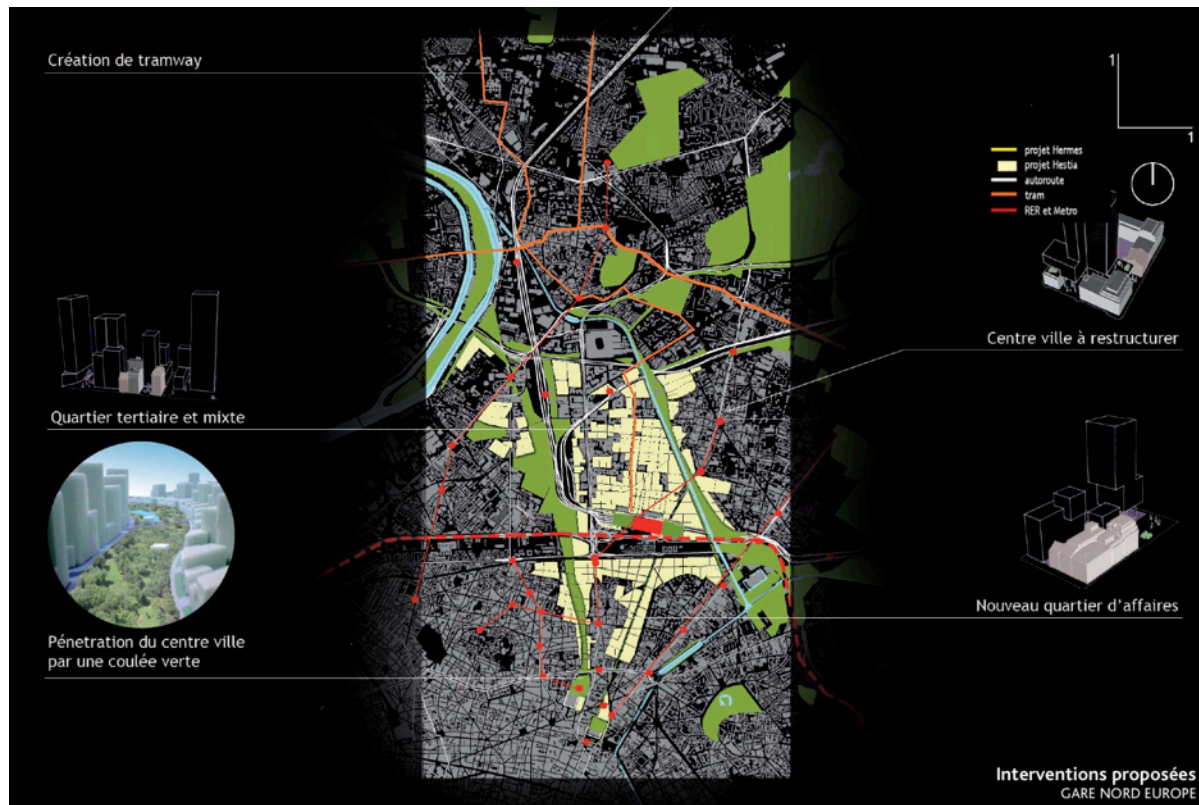 Création de tramway
1
1
projet Hermes
projet Hestia
autoroute
tram
RER et Metro
Centre ville à restructurer
Quartier tertiaire et mixte
Nouveau quartier d'affaires
Pénetration du centre ville
par une coulée verte
Interventions proposées
GARE NORD EUROPE